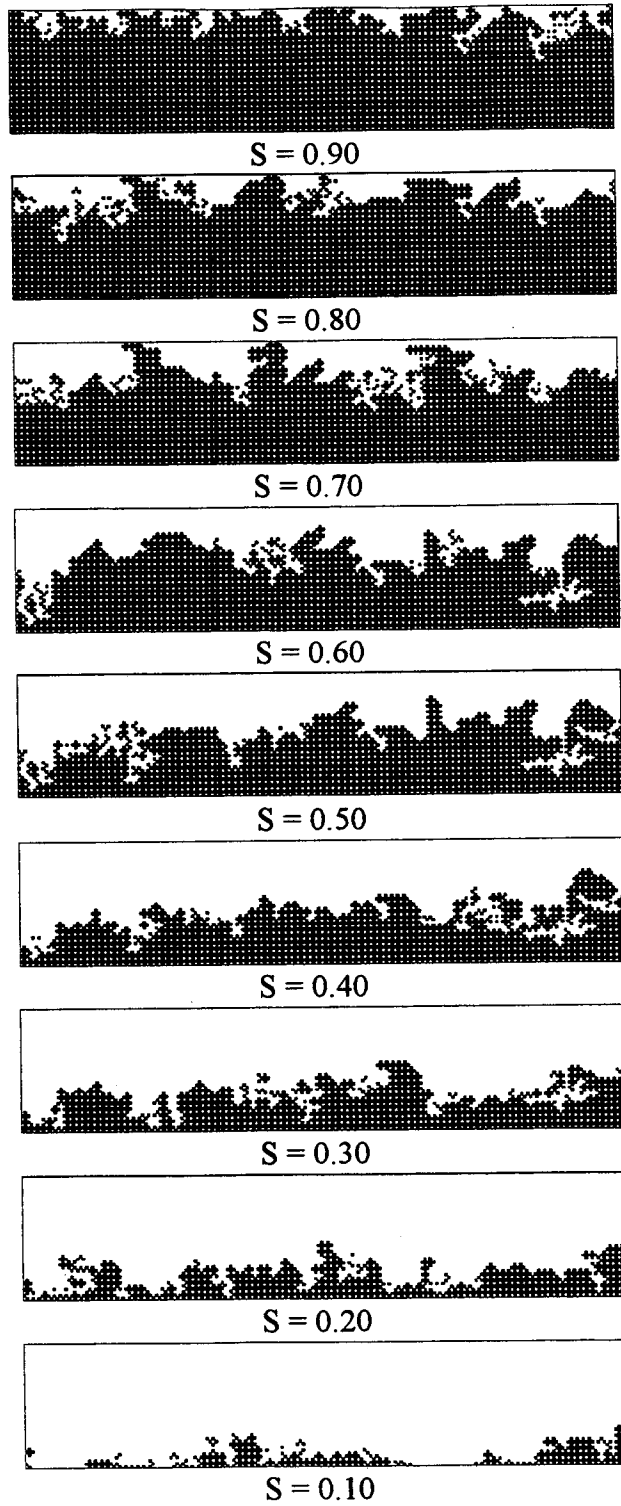 S = 0.90
S = 0.80
S = 0.70
S = 0.60
S = 0.50
S = 0.40
S = 0.30
S = 0.20
S = 0.10